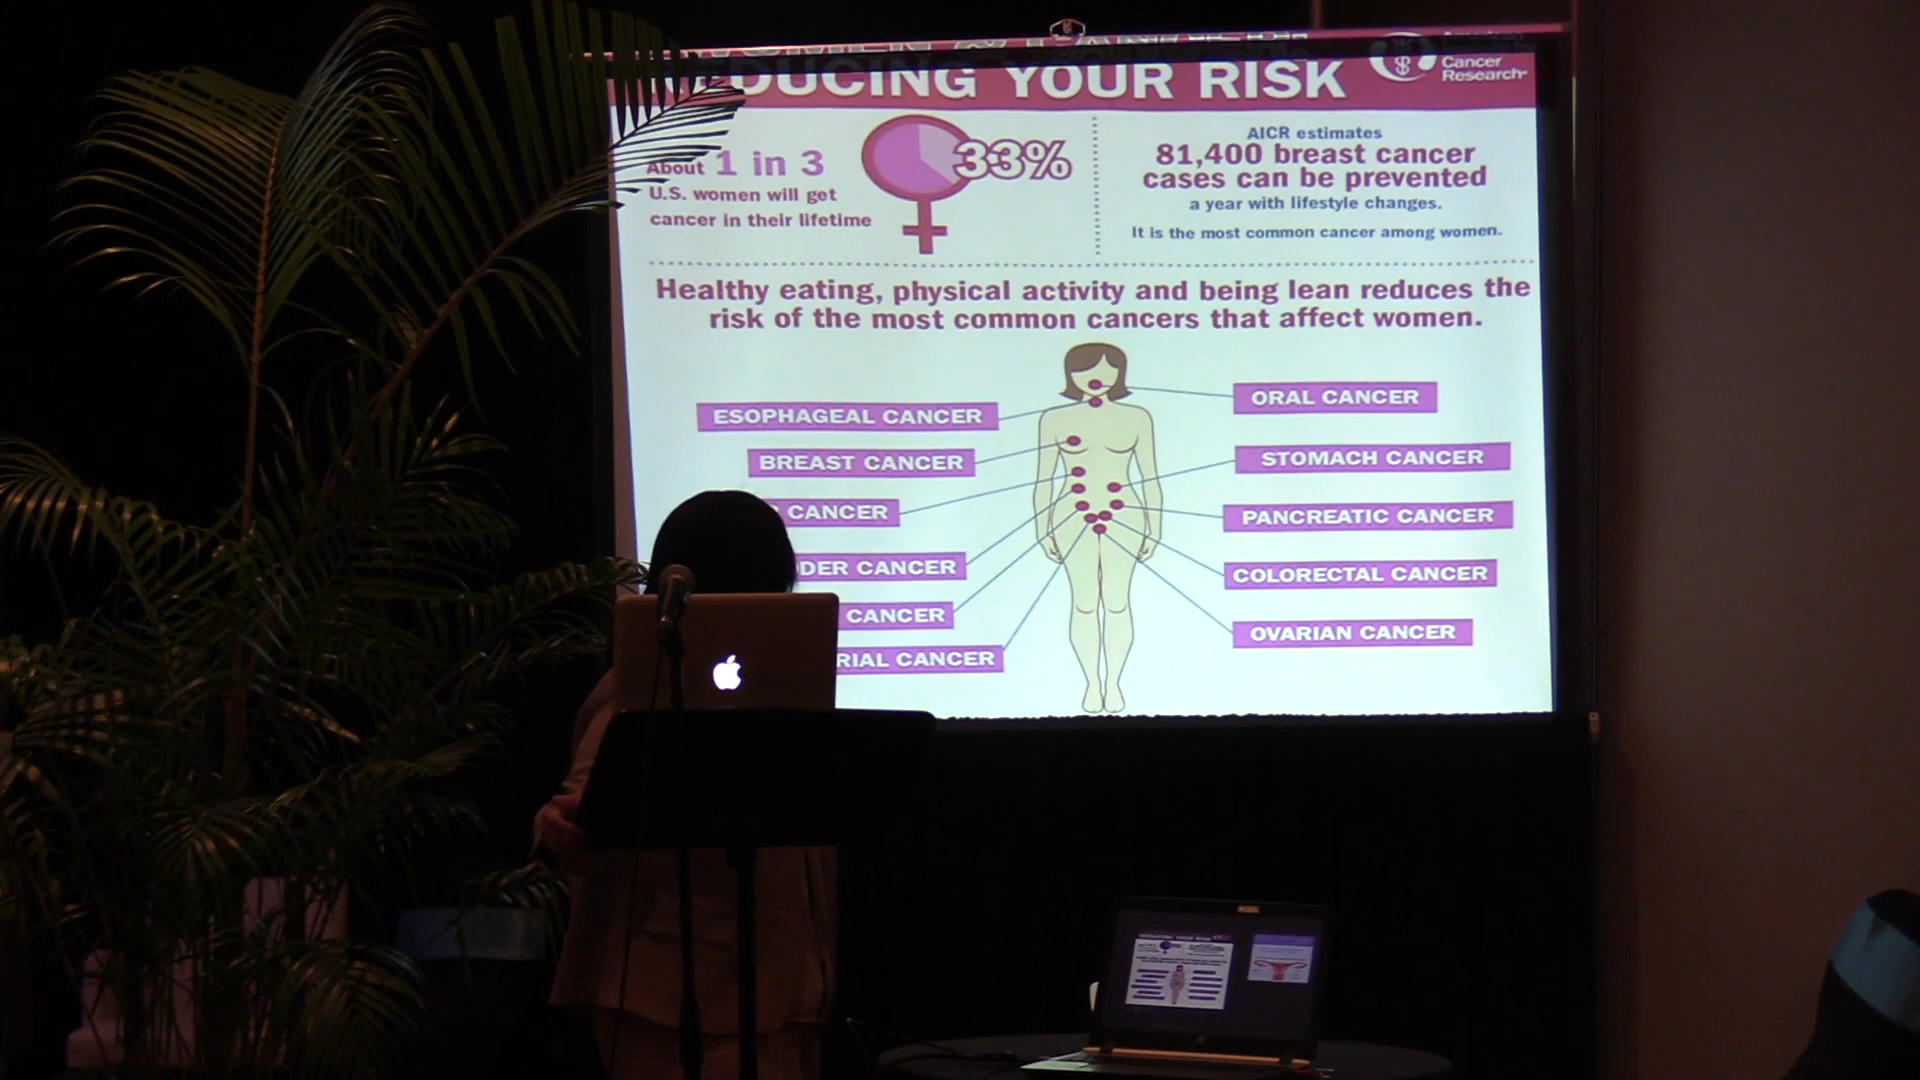 WOMEN & CANCER:
REDUCING YOUR RISK
Cancer
Research
About 1 in 3
U.S. women will get
cancer in their lifetime
33%
AICR estimates
81,400 breast cancer
cases can be prevented
a year with lifestyle changes.
It is the most common cancer among women.
Healthy eating, physical activity and being lean reduces the
risk of the most common cancers that affect women.
ESOPHAGEAL CANCER
BREAST CANCER
CANCER
DER CANCER
CANCER
RIAL CANCER
ORAL CANCER
STOMACH CANCER
PANCREATIC CANCER
COLORECTAL CANCER
OVARIAN CANCER